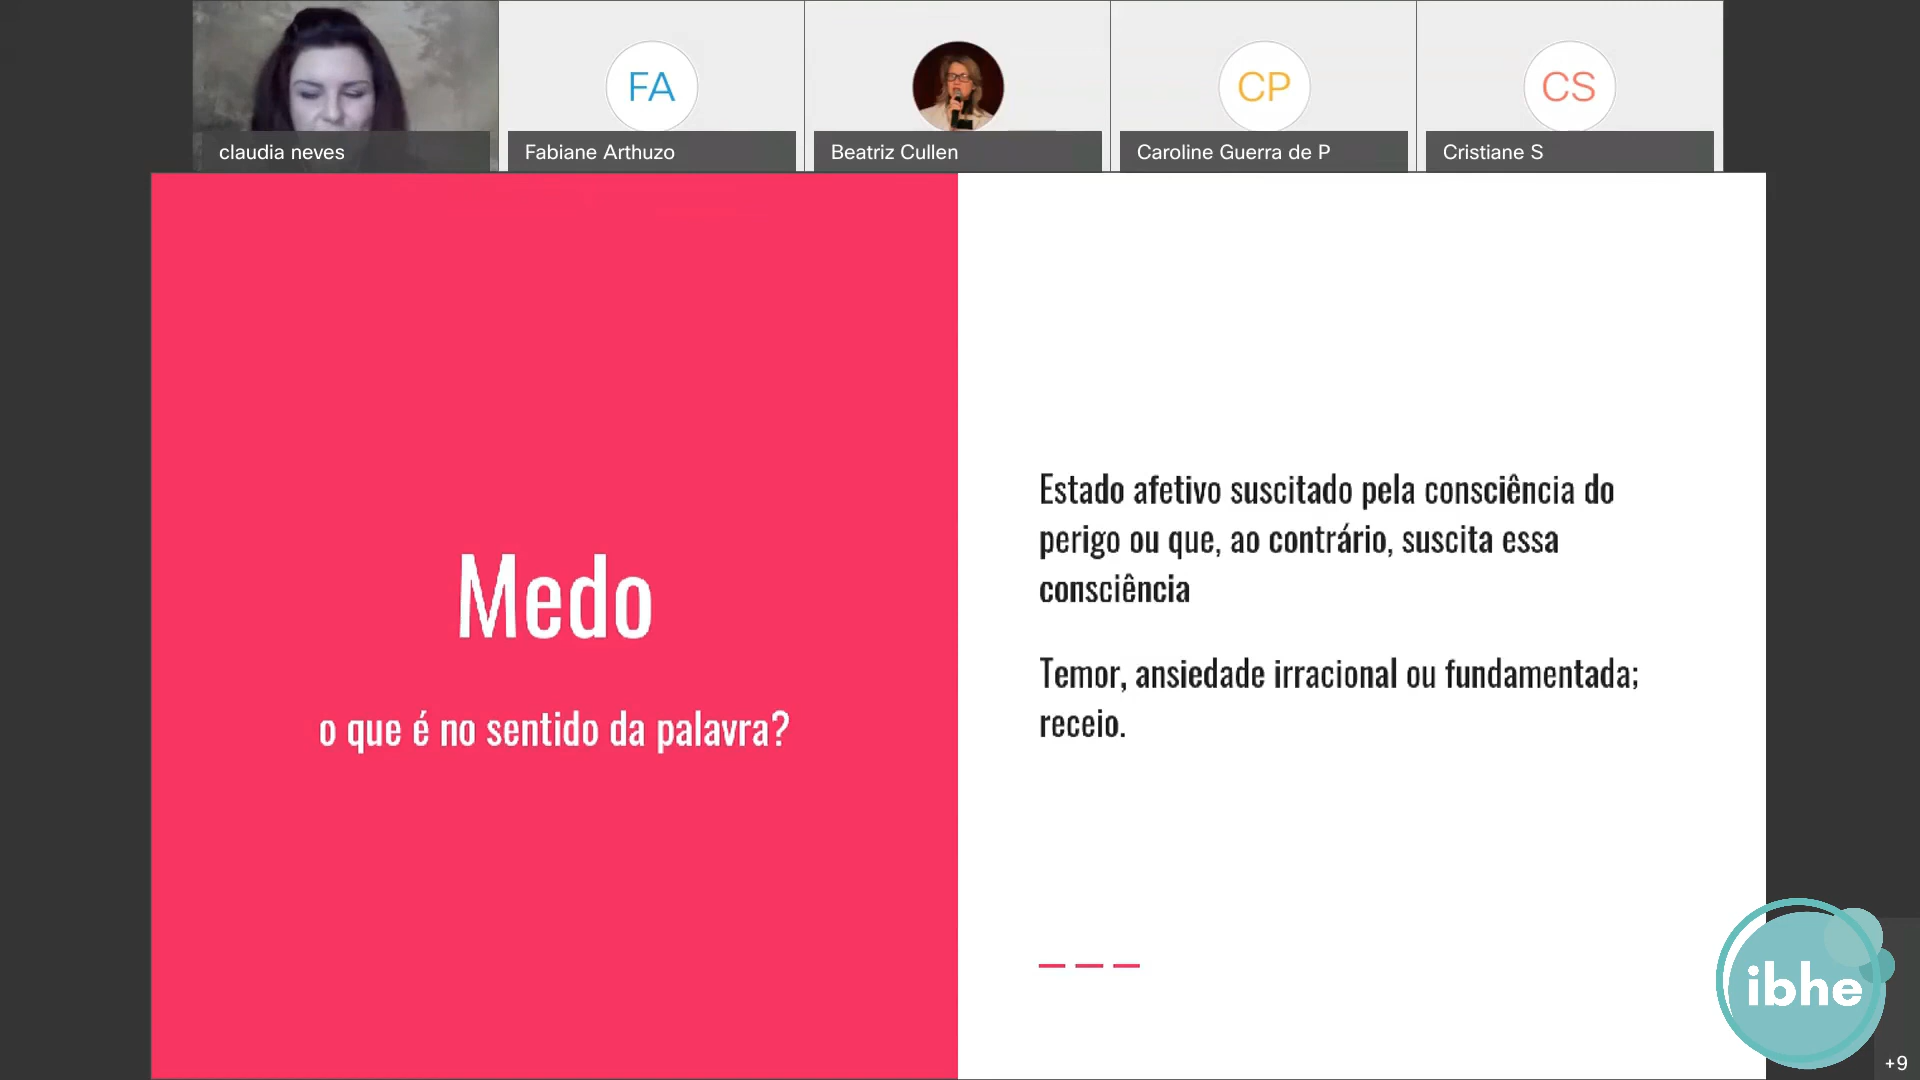 FA
CP
CS
claudia neves
Fabiane Arthuzo
Beatriz Cullen
Caroline Guerra de P
Cristiane S
Medo
o que é no sentido da palavra?
Estado afetivo suscitado pela consciência do
perigo ou que, ao contrário, suscita essa
consciência
Temor, ansiedade irracional ou fundamentada;
receio.
ibhe
+9